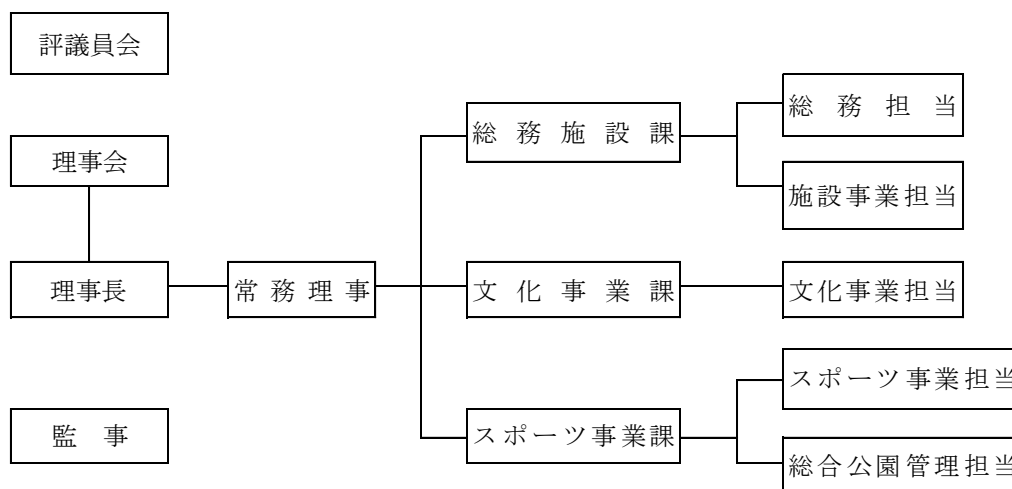 評議員会
理事会
理事長
監 事
常務理事
総務施設課
文化事業課
スポーツ事業課
総務担当
施設事業担当
文化事業担当
スポーツ事業担当
総合公園管理担当